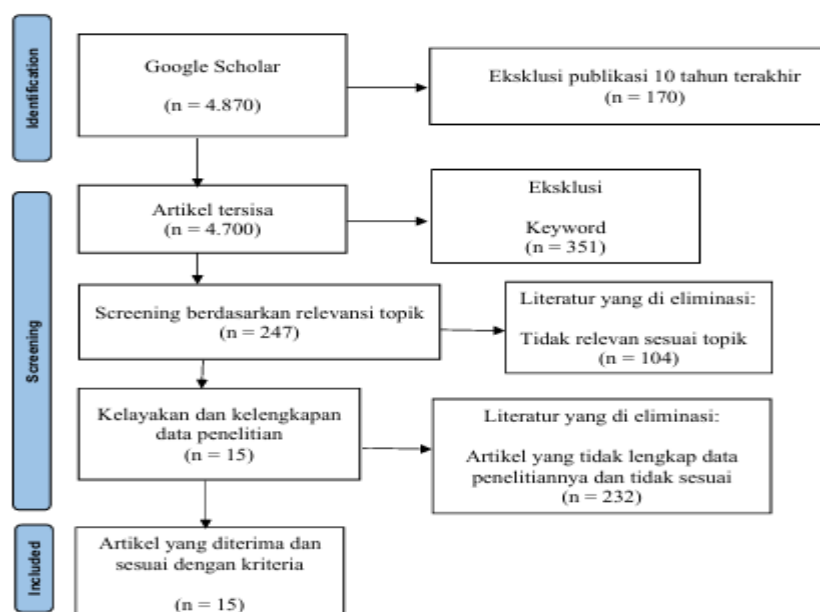 Identification
Google Scholar
(n = 4.870)
Eksklusi publikasi 10 tahun terakhir
(n = 170)
Screening
Artikel tersisa
(n = 4.700)
Eksklusi
Keyword
(n = 351)
Screening berdasarkan relevansi topik
(n = 247)
Literatur yang di eliminasi:
Tidak relevan sesuai topik
(n = 104)
Kelayakan dan kelengkapan
data penelitian
(n = 15)
Literatur yang di eliminasi:
Artikel yang tidak lengkap data
penelitiannya dan tidak sesuai
(n = 232)
Included
Artikel yang diterima dan
sesuai dengan kriteria
(n = 15)